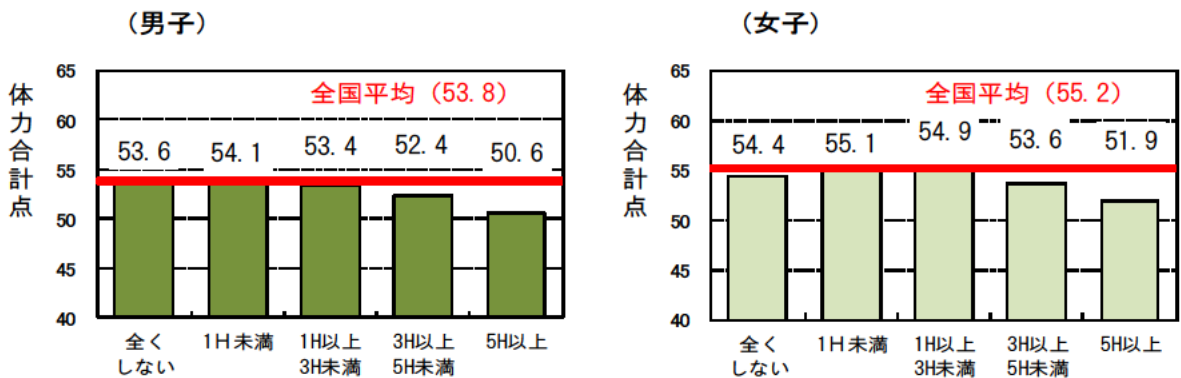 （男子）
体力合計点
65
60
55
50
45
40
全国平均（53.8）
53.6
54.1
53.4
52.4
50.6
全く
しない
1H未満
1H以上
3H未満
3H以上
5H未満
5H以上
（女子）
体力合計点
65
60
55
50
45
40
全国平均（55.2）
54.4
55.1
54.9
53.6
51.9
全く
しない
1H未満
1H以上
3H未満
3H以上
5H未満
5H以上